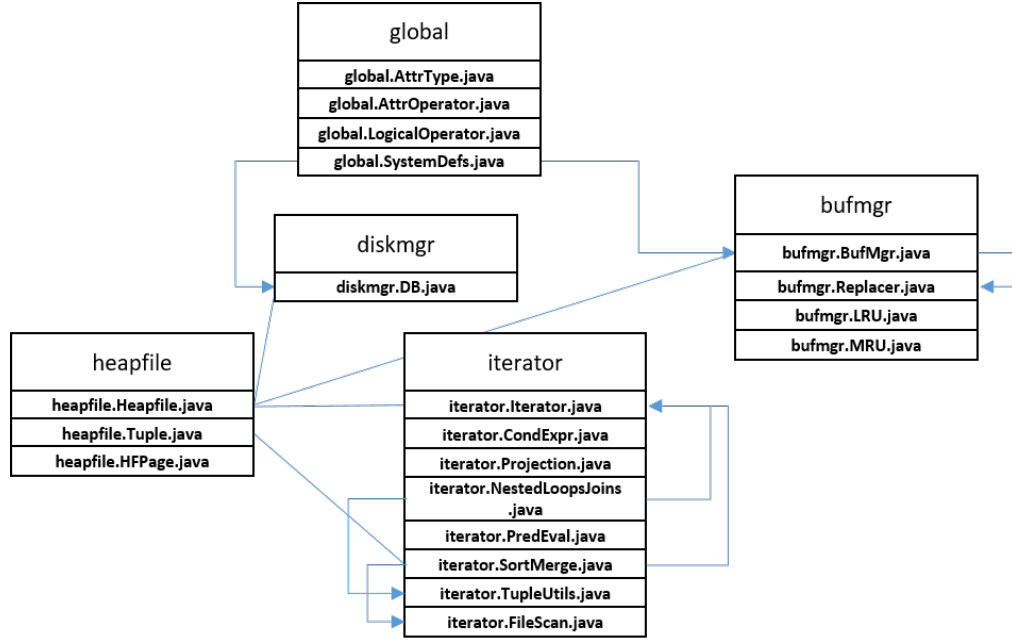 global
global.AttrType.java
global.AttrOperator.java
global.LogicalOperator.java
global.SystemDefs.java
diskmgr
diskmgr.DB.java
bufmgr
bufmgr.BufMgr.java
bufmgr.Replacer.java
bufmgr.LRU.java
bufmgr.MRU.java
heapfile
heapfile.Heapfile.java
heapfile.Tuple.java
heapfile.HFPage.java
iterator
iterator.Iterator.java
iterator.CondExpr.java
iterator.Projection.java
iterator.NestedLoopsJoins
.java
iterator.PredEval.java
iterator.SortMerge.java
iterator.TupleUtils.java
iterator.FileScan.java